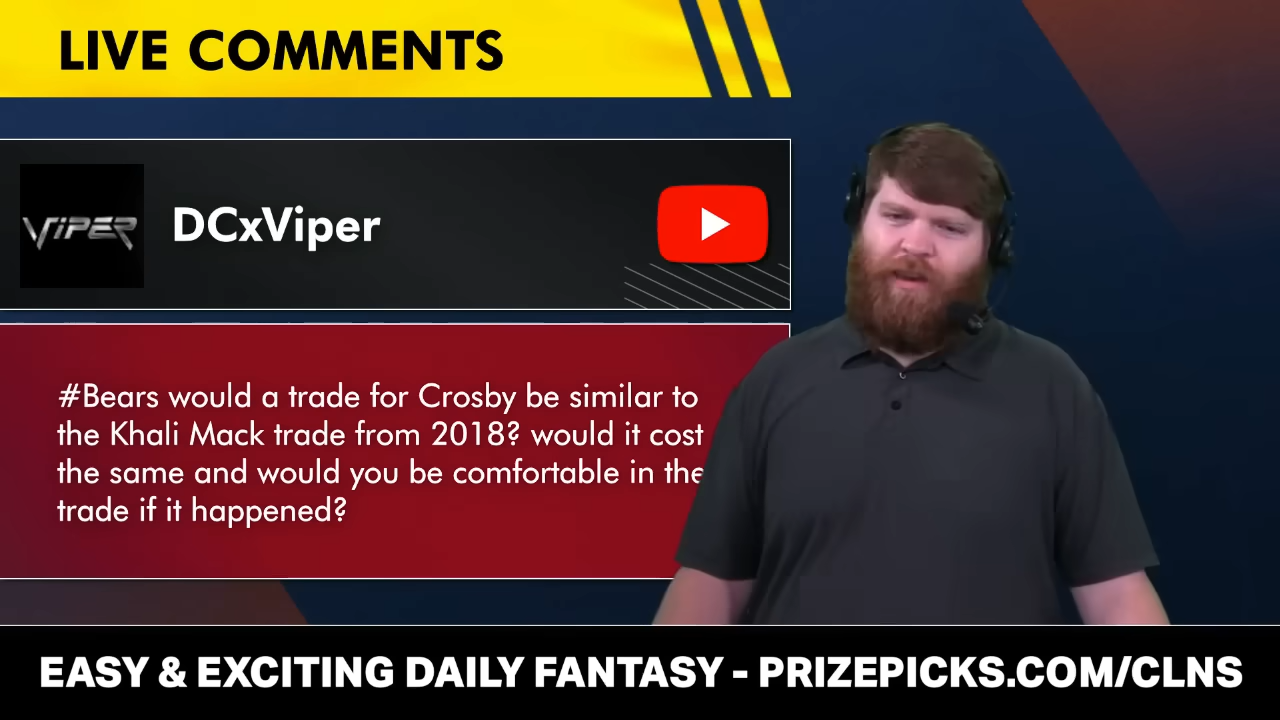 LIVE COMMENTS
VIPER
DCxViper
#Bears would a trade for Crosby be similar to
the Khali Mack trade from 2018? would it cost
the same and would you be comfortable in the
trade if it happened?
EASY & EXCITING DAILY FANTASY - PRIZEPICKS.COM/CLNS